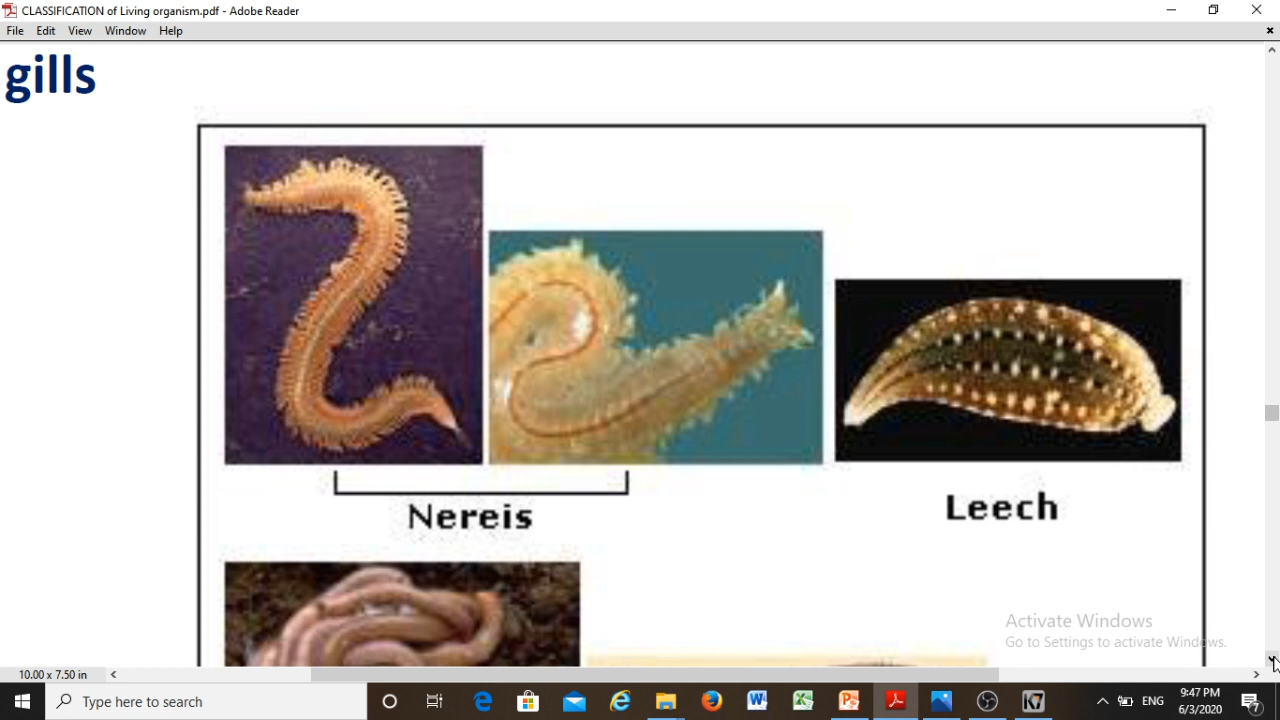 CLASSIFICATION of Living organism.pdf - Adobe Reader
File Edit View Window Help
gills
Nereis
Leech
Activate Windows
Go to Settings to activate Windows.
10.00 x 7.50 in
Type here to search
ENG
9:47 PM
6/3/2020
7